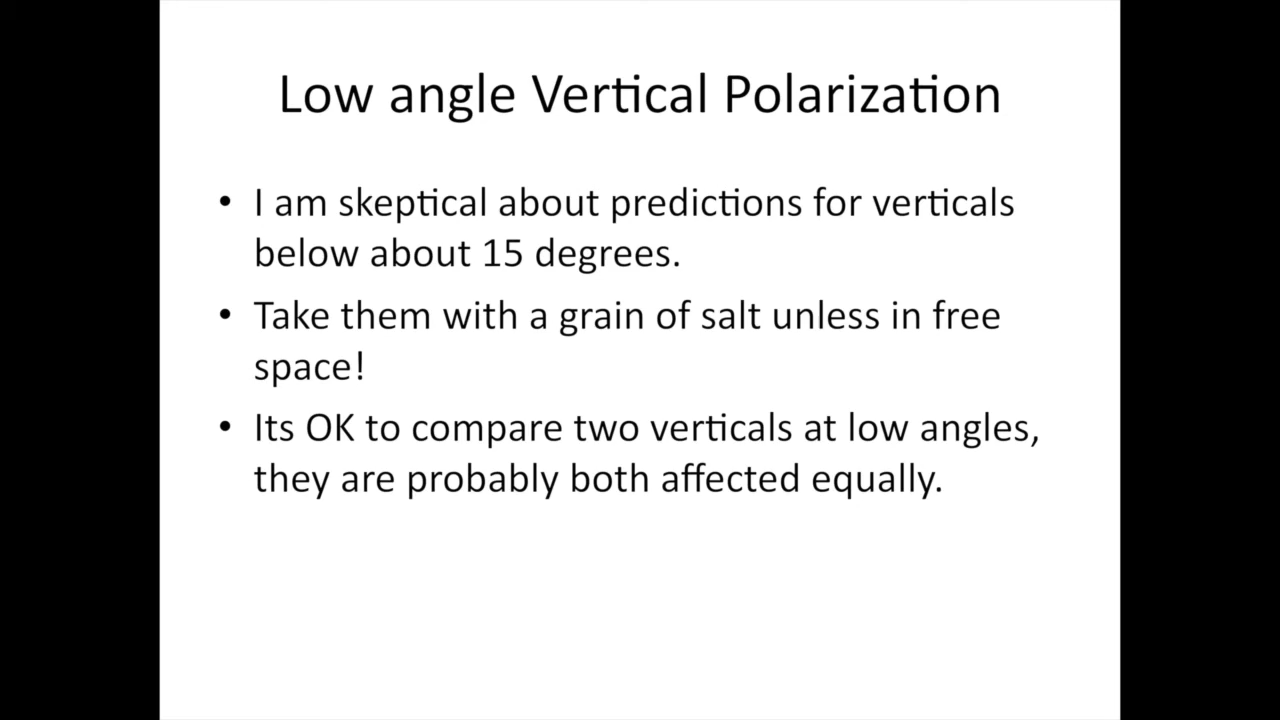 Low angle Vertical Polarization
• I am skeptical about predictions for verticals
below about 15 degrees.
• Take them with a grain of salt unless in free
space!
• Its OK to compare two verticals at low angles,
they are probably both affected equally.